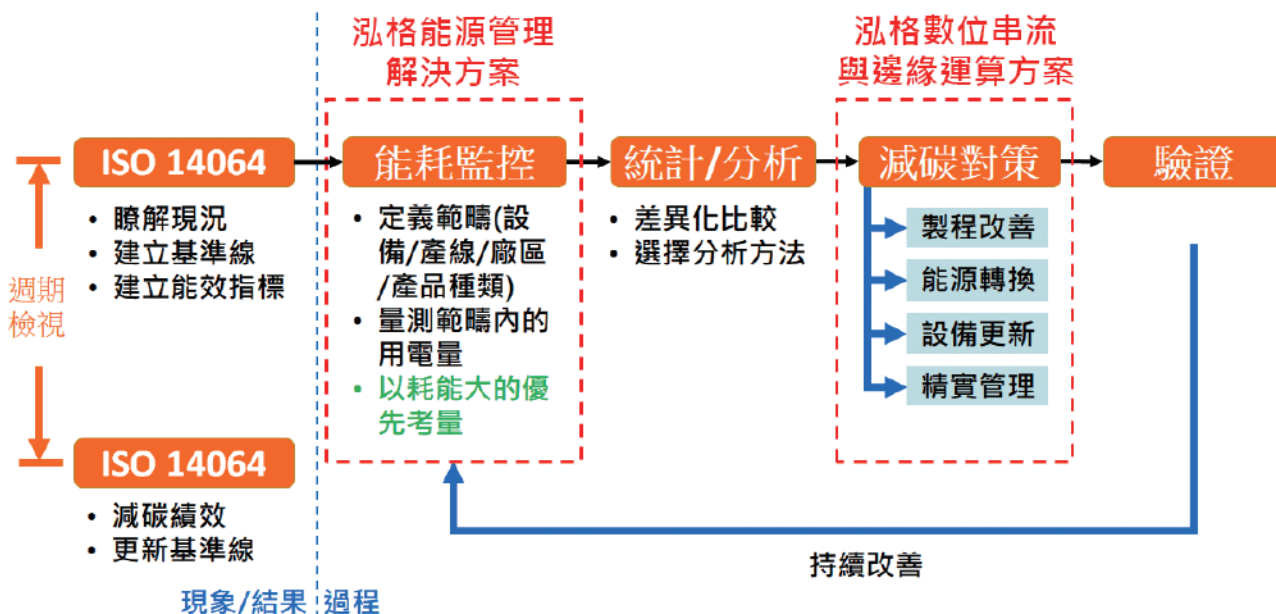 泓格能源管理
解決方案
泓格數位串流
與邊緣運算方案
ISO 14064
能耗監控
統計/分析
減碳對策
驗證
• 瞭解現況
• 建立基準線
• 建立能效指標
• 定義範疇(設
備/產線/廠區
/產品種類)
• 量測範疇內的
用電量
• 以耗能大的優
先考量
• 差異化比較
• 選擇分析方法
製程改善
能源轉換
設備更新
精實管理
週期
檢視
ISO 14064
• 減碳績效
• 更新基準線
持續改善
現象/結果
過程